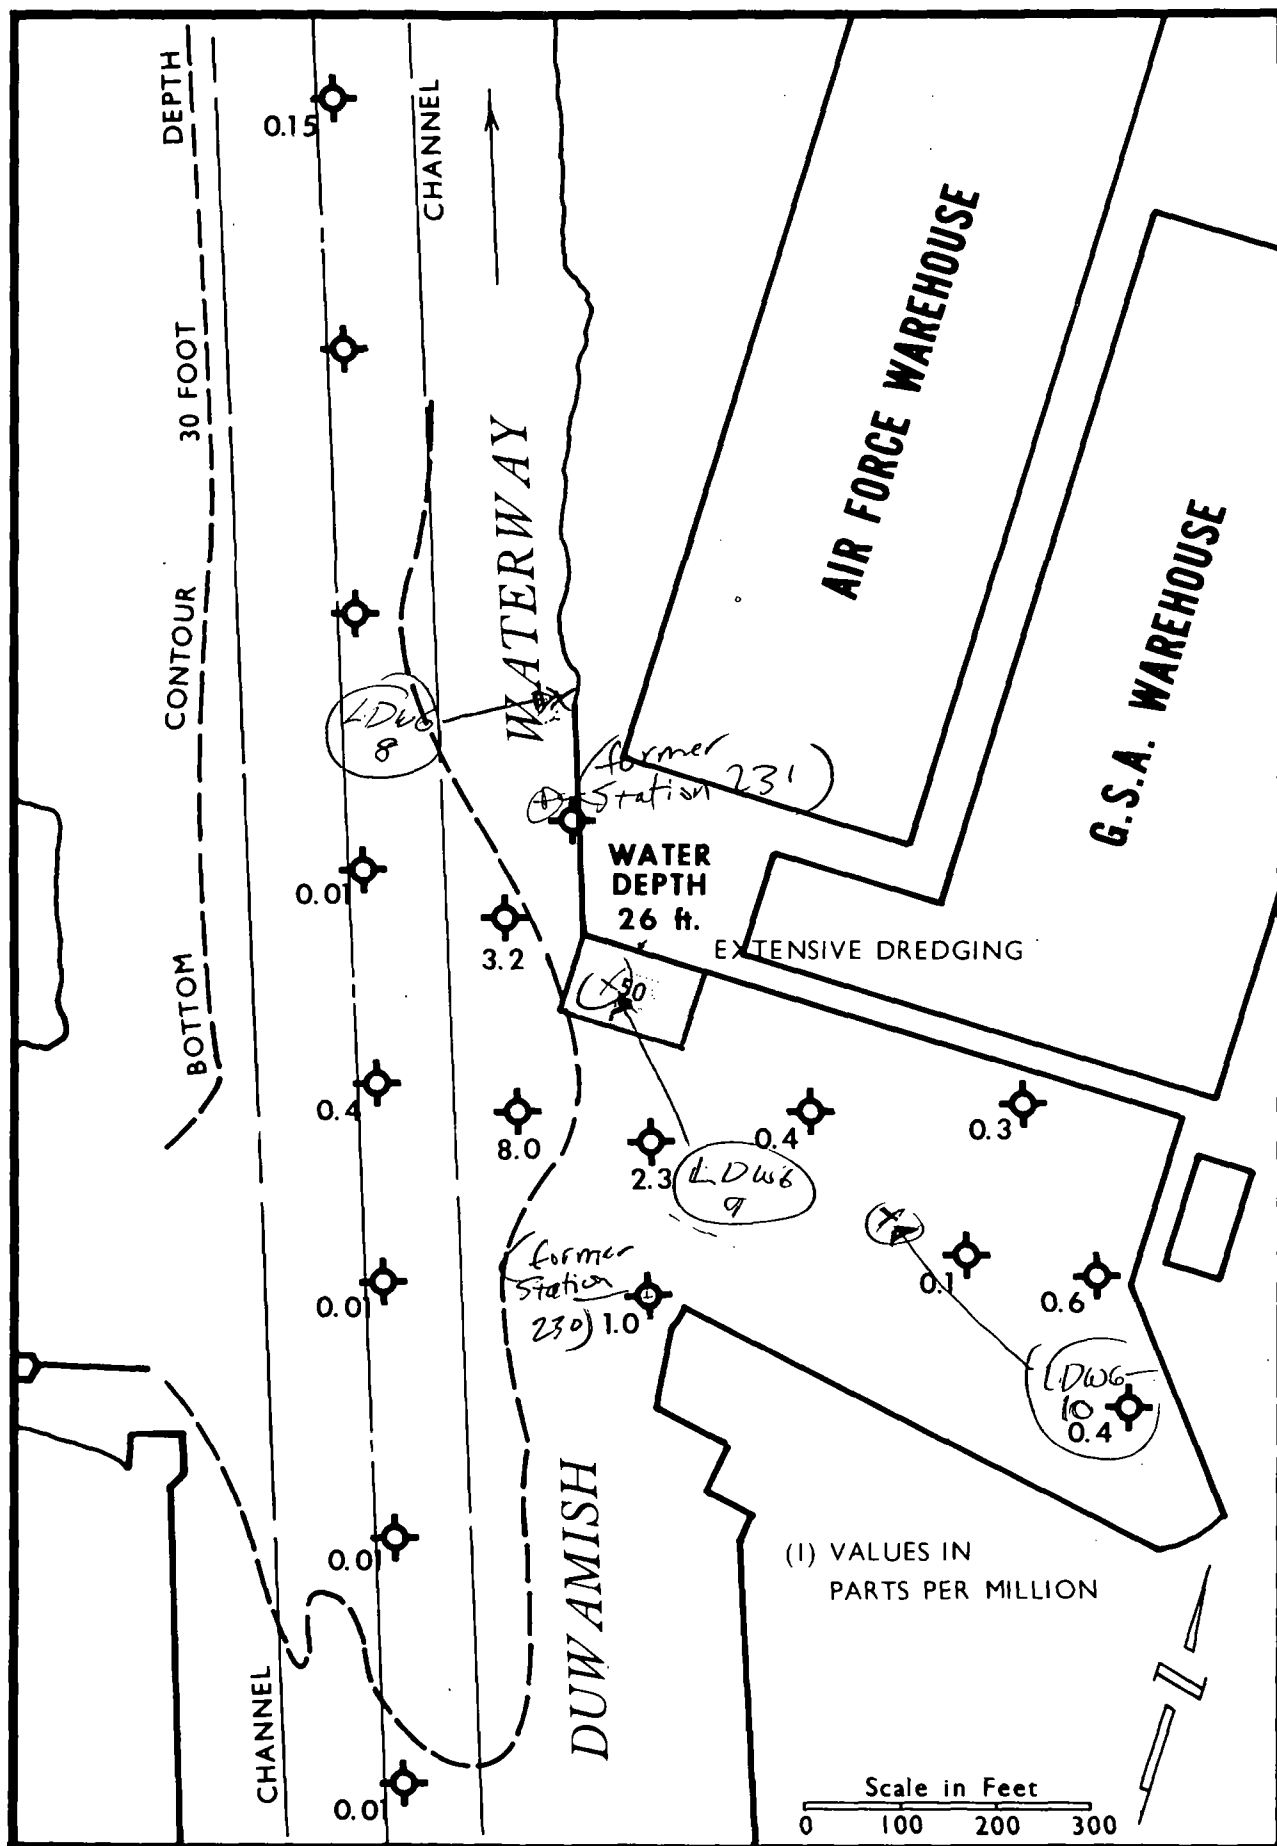 DEPTH
0.15
CHANNEL
30 FOOT
AIR FORCE WAREHOUSE
G.S.A. WAREHOUSE
WATERWAY
CONTOUR
LDW6
8
(former
Station 231)
WATER
DEPTH
26 ft.
0.01
3.2
EXTENSIVE DREDGING
BOTTOM
X50
0.4
8.0
2.3
0.4
0.3
LDW6
9
(former
Station
230)
1.0
0.01
X
0.1
0.6
LDW6-
10
0.4
0.01
DUWAMISH
(1) VALUES IN
PARTS PER MILLION
CHANNEL
0.01
Scale in Feet
0 100 200 300